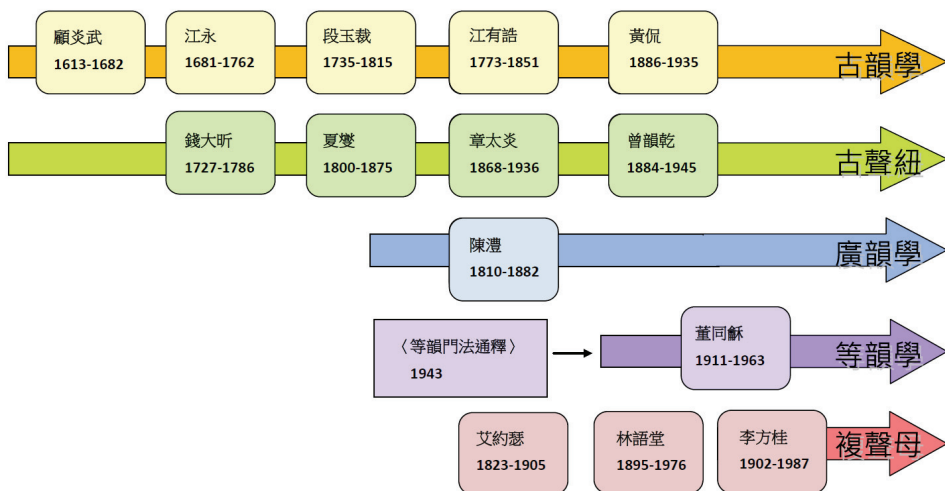 顧炎武
1613-1682
江永
1681-1762
段玉裁
1735-1815
江有誥
1773-1851
黃侃
1886-1935
古韻學
錢大昕
1727-1786
夏燮
1800-1875
章太炎
1868-1936
曾韻乾
1884-1945
古聲紐
陳澧
1810-1882
廣韻學
〈等韻門法通釋〉
1943
董同龢
1911-1963
等韻學
艾約瑟
1823-1905
林語堂
1895-1976
李方桂
1902-1987
複聲母